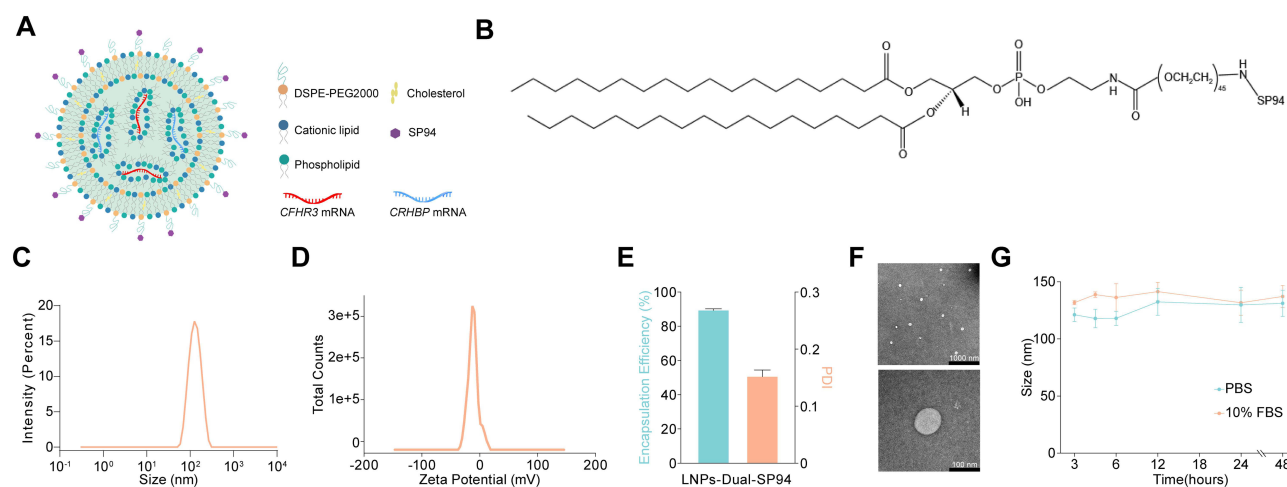 A
DSPE-PEG2000
Cholesterol
Cationic lipid
SP94
Phospholipid
CFHR3 mRNA
CRHBP mRNA
B
O
O
O
O
O
H
O
P
OH
O
H
N
O
(OCH₂CC₂)
45
H
N
SP94
C
Intensity (Percent)
20
15
10
5
0
10⁻¹
10⁰
10¹
10²
10³
10⁴
Size (nm)
D
Total Counts
3e+5
2e+5
1e+5
0
-200
-100
0
100
200
Zeta Potential (mV)
E
Encapsulation Efficiency (%)
100
80
60
40
20
0
0.3
0.2
0.1
0
PDI
LNPs-Dual-SP94
F
1000 nm
100 nm
G
Size (nm)
150
100
50
0
PBS
10% FBS
3
6
12
24
48
Time(hours)